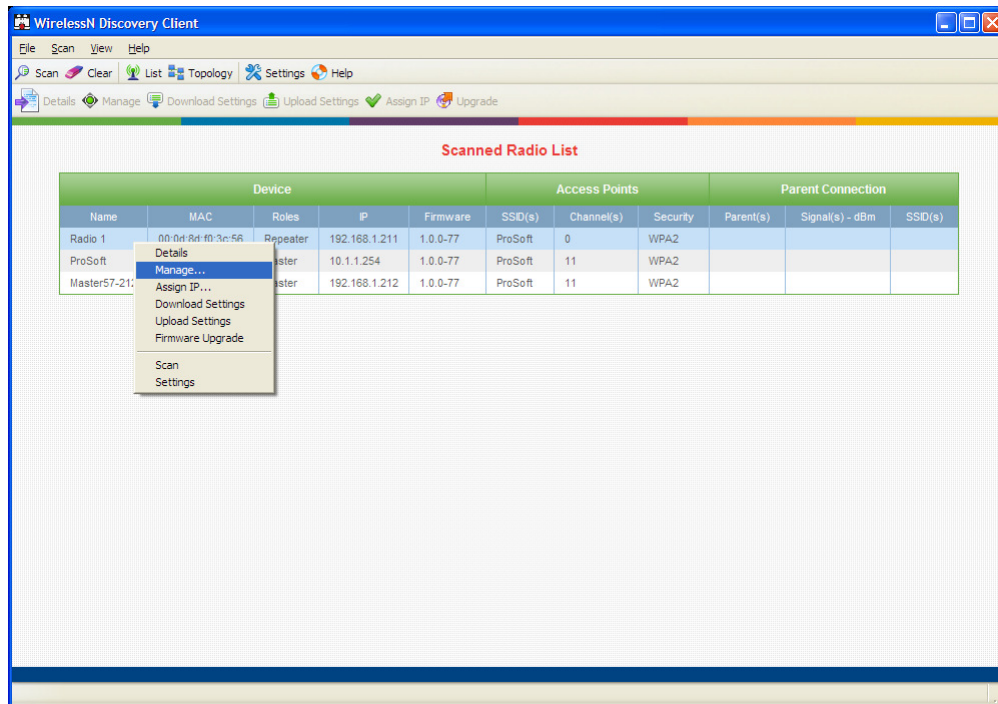 WirelessN Discovery Client
File Scan View Help
Scan Clear List Topology Settings Help
Details Manage Download Settings Upload Settings Assign IP Upgrade
Scanned Radio List
Device Access Points Parent Connection
Name MAC Roles IP Firmware SSID(s) Channel(s) Security Parent(s) Signal(s) - dBm SSID(s)
Radio 1 00:0d:8d:f0:3c:56 Repeater 192.168.1.211 1.0.0-77 ProSoft 0 WPA2
ProSoft aster 10.1.1.254 1.0.0-77 ProSoft 11 WPA2
Master57-212 aster 192.168.1.212 1.0.0-77 ProSoft 11 WPA2
Details
Manage...
Assign IP...
Download Settings
Upload Settings
Firmware Upgrade
Scan
Settings